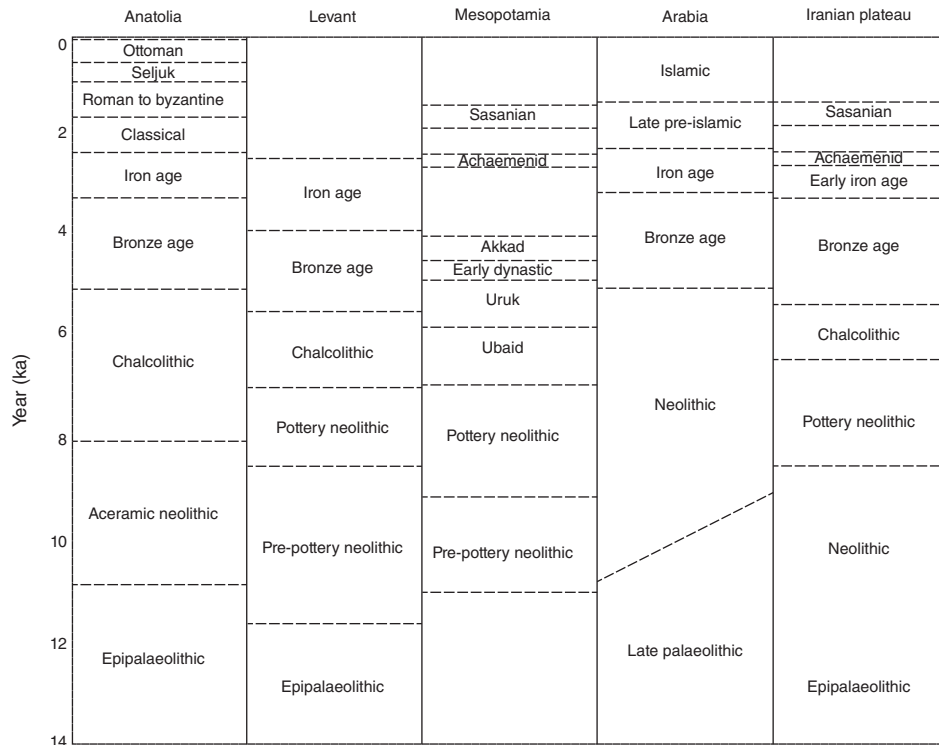 Anatolia Levant Mesopotamia Arabia Iranian plateau
Year (ka)
0
2
4
6
8
10
12
14
Ottoman
Seljuk
Roman to byzantine
Classical
Iron age
Bronze age
Chalcolithic
Aceramic neolithic
Epipalaeolithic
Iron age
Bronze age
Chalcolithic
Pottery neolithic
Pre-pottery neolithic
Epipalaeolithic
Sasanian
Achaemenid
Akkad
Early dynastic
Uruk
Ubaid
Pottery neolithic
Pre-pottery neolithic
Islamic
Late pre-islamic
Iron age
Bronze age
Neolithic
Late palaeolithic
Sasanian
Achaemenid
Early iron age
Bronze age
Chalcolithic
Pottery neolithic
Neolithic
Epipalaeolithic